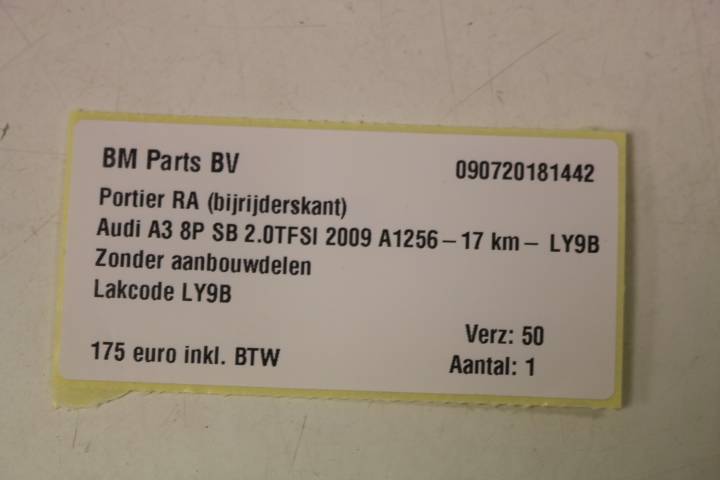 BM Parts BV 090720181442
Portier RA (bijrijderskant)
Audi A3 8P SB 2.0TFSI 2009 A1256 – 17 km – LY9B
Zonder aanbouwdelen
Lakcode LY9B
Verz: 50
175 euro inkl. BTW Aantal: 1